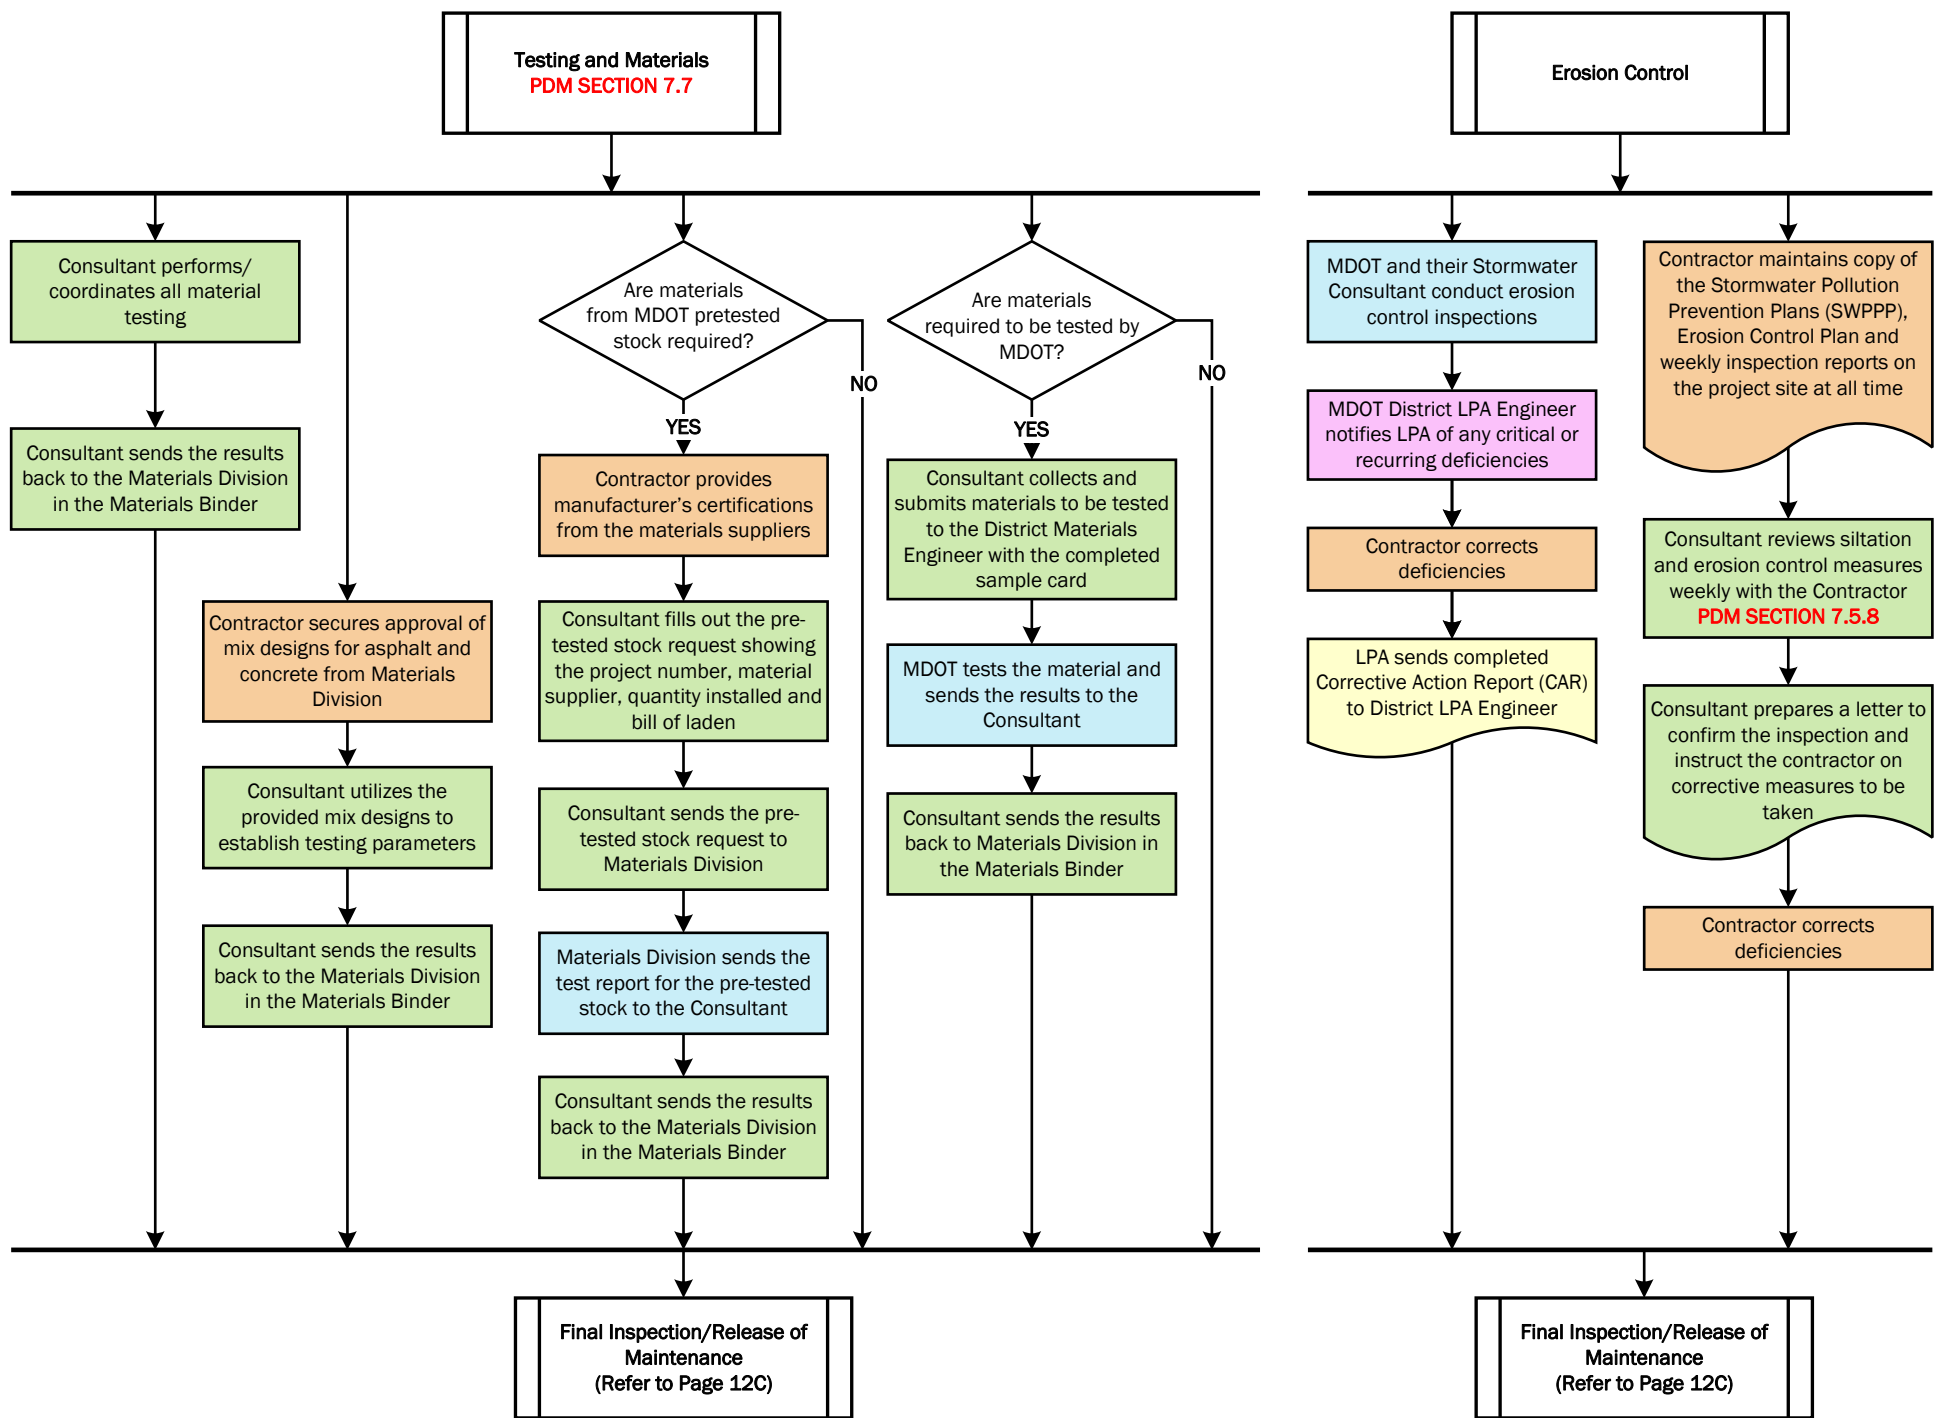 Testing and Materials
PDM SECTION 7.7
Erosion Control
Consultant performs/
coordinates all material
testing
Consultant sends the results
back to the Materials Division
in the Materials Binder
Contractor secures approval of
mix designs for asphalt and
concrete from Materials
Division
Consultant utilizes the
provided mix designs to
establish testing parameters
Consultant sends the results
back to the Materials Division
in the Materials Binder
Are materials
from MDOT pretested
stock required?
NO
YES
Contractor provides
manufacturer’s certifications
from the materials suppliers
Consultant fills out the pre-
tested stock request showing
the project number, material
supplier, quantity installed and
bill of laden
Consultant sends the pre-
tested stock request to
Materials Division
Materials Division sends the
test report for the pre-tested
stock to the Consultant
Consultant sends the results
back to the Materials Division
in the Materials Binder
Are materials
required to be tested by
MDOT?
NO
YES
Consultant collects and
submits materials to be tested
to the District Materials
Engineer with the completed
sample card
MDOT tests the material and
sends the results to the
Consultant
Consultant sends the results
back to Materials Division in
the Materials Binder
Final Inspection/Release of
Maintenance
(Refer to Page 12C)
MDOT and their Stormwater
Consultant conduct erosion
control inspections
MDOT District LPA Engineer
notifies LPA of any critical or
recurring deficiencies
Contractor corrects
deficiencies
LPA sends completed
Corrective Action Report (CAR)
to District LPA Engineer
Contractor maintains copy of
the Stormwater Pollution
Prevention Plans (SWPPP),
Erosion Control Plan and
weekly inspection reports on
the project site at all time
Consultant reviews siltation
and erosion control measures
weekly with the Contractor
PDM SECTION 7.5.8
Consultant prepares a letter to
confirm the inspection and
instruct the contractor on
corrective measures to be
taken
Contractor corrects
deficiencies
Final Inspection/Release of
Maintenance
(Refer to Page 12C)